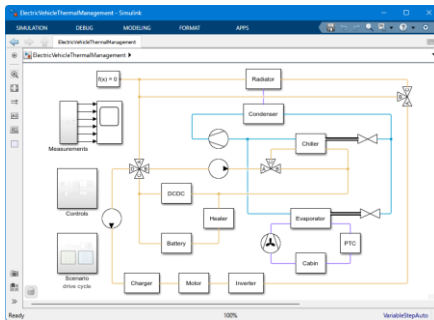 ElectricVehicleThermalManagement - Simulink
SIMULATION DEBUG MODELING FORMAT APPS
ElectricVehicleThermalManagement
ElectricVehicleThermalManagement
f(x) = 0
Radiator
Condenser
Measurements
Chiller
DCDC
Controls
Heater
Evaporator
Battery
PTC
Cabin
Scenario
drive cycle
Charger
Motor
Inverter
Ready 100% VariableStepAuto